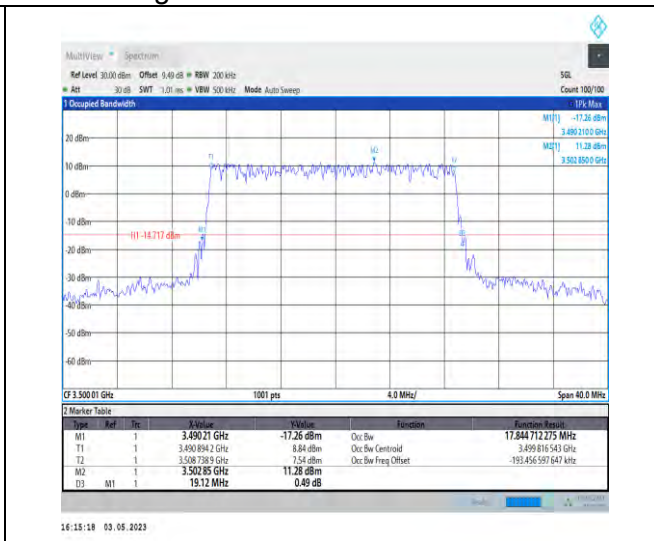 MultiView Spectrum
Ref Level 30.00 dBm Offset 9.49 dB RBW 200 kHz SGL
Att 30 dB SWT 1.01 ms VBW 500 kHz Mode Auto Sweep Count 100/100
1 Occupied Bandwidth 1Pk Max
M1[1] -17.26 dBm
3.490 210 0 GHz
M2[1] 11.28 dBm
3.502 850 0 GHz
20 dBm
M2
T1
10 dBm
0 dBm
-10 dBm
M1
H1 -14.717 dBm
-20 dBm
-30 dBm
-40 dBm
-50 dBm
-60 dBm
CF 3.500 01 GHz 1001 pts 4.0 MHz/ Span 40.0 MHz
2 Marker Table
Type Ref Trc X-Value Y-Value Function Function Result
M1 1 3.490 21 GHz -17.26 dBm Occ Bw 17.844 712 275 MHz
T1 1 3.490 894 2 GHz 8.84 dBm Occ Bw Centroid 3.499 816 543 GHz
T2 1 3.508 738 9 GHz 7.54 dBm Occ Bw Freq Offset -193.456 597 647 kHz
M2 1 3.502 85 GHz 11.28 dBm
D3 M1 1 19.12 MHz 0.49 dB
16:15:18 03.05.2023